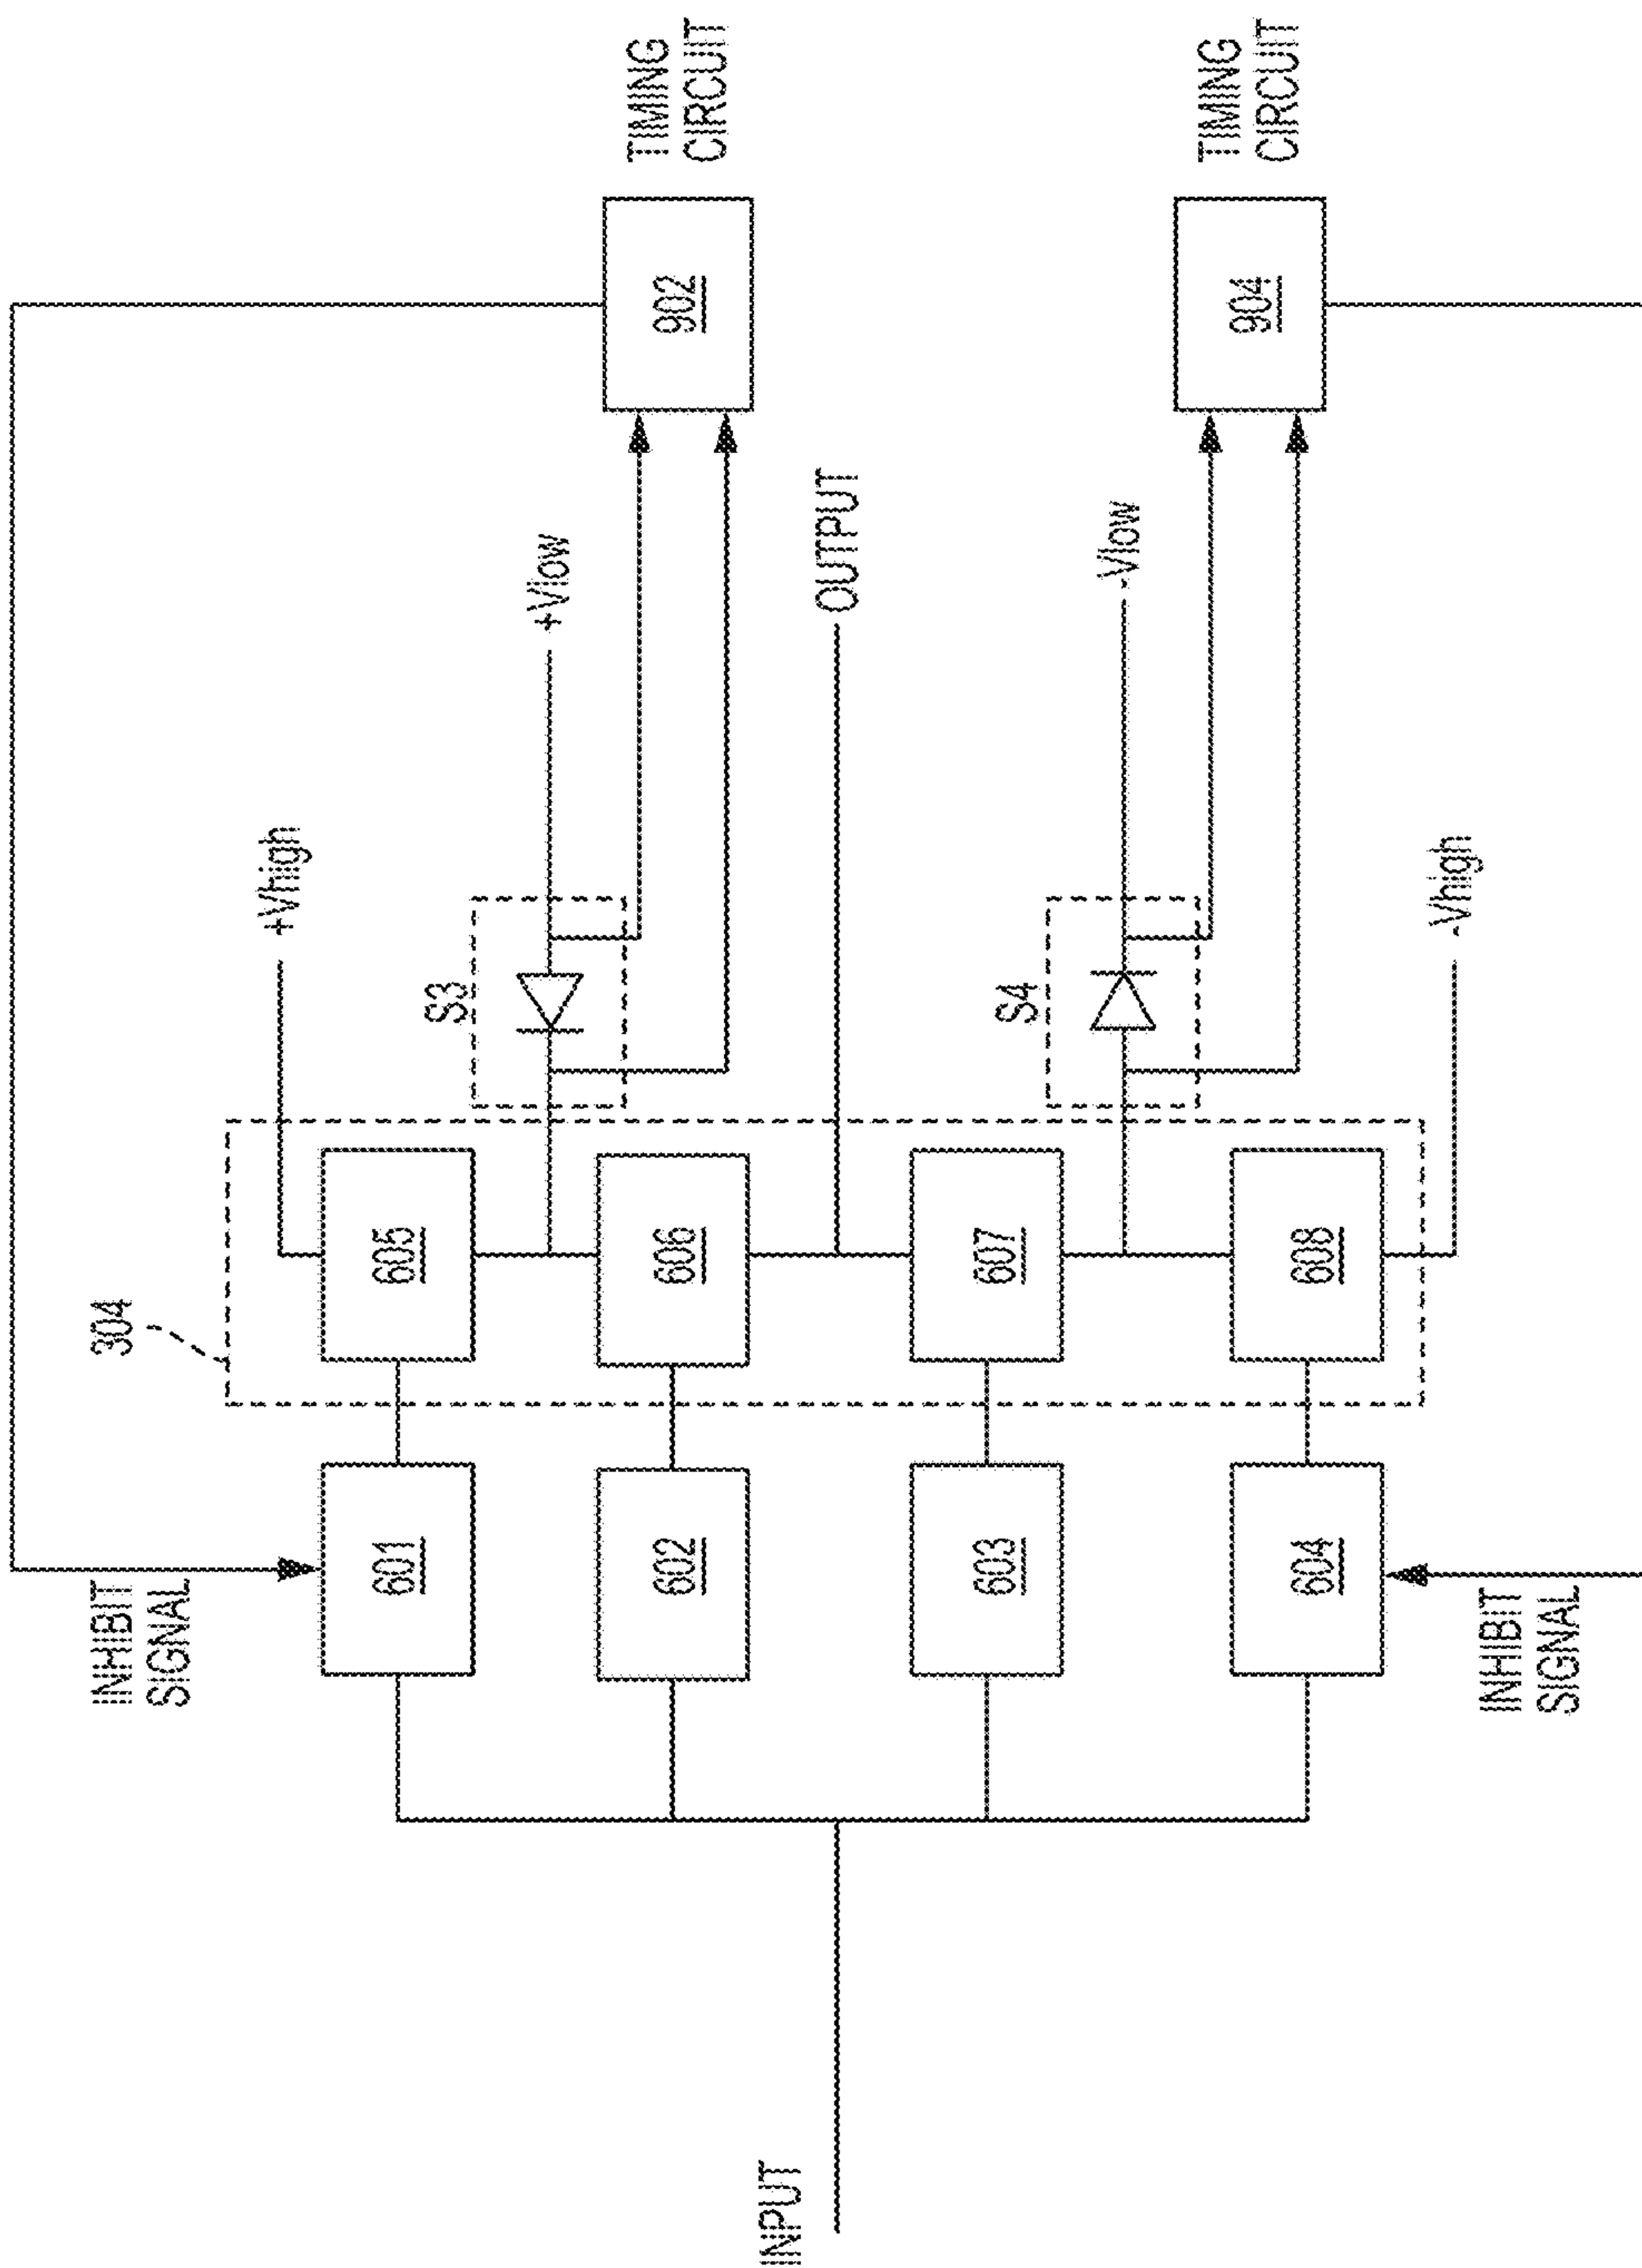 INHIBIT
SIGNAL
304
+Vhigh
601
605
S3
+Vlow
602
606
902
TIMING
CIRCUIT
INPUT
OUTPUT
603
607
S4
-Vlow
904
TIMING
CIRCUIT
604
608
-Vhigh
INHIBIT
SIGNAL